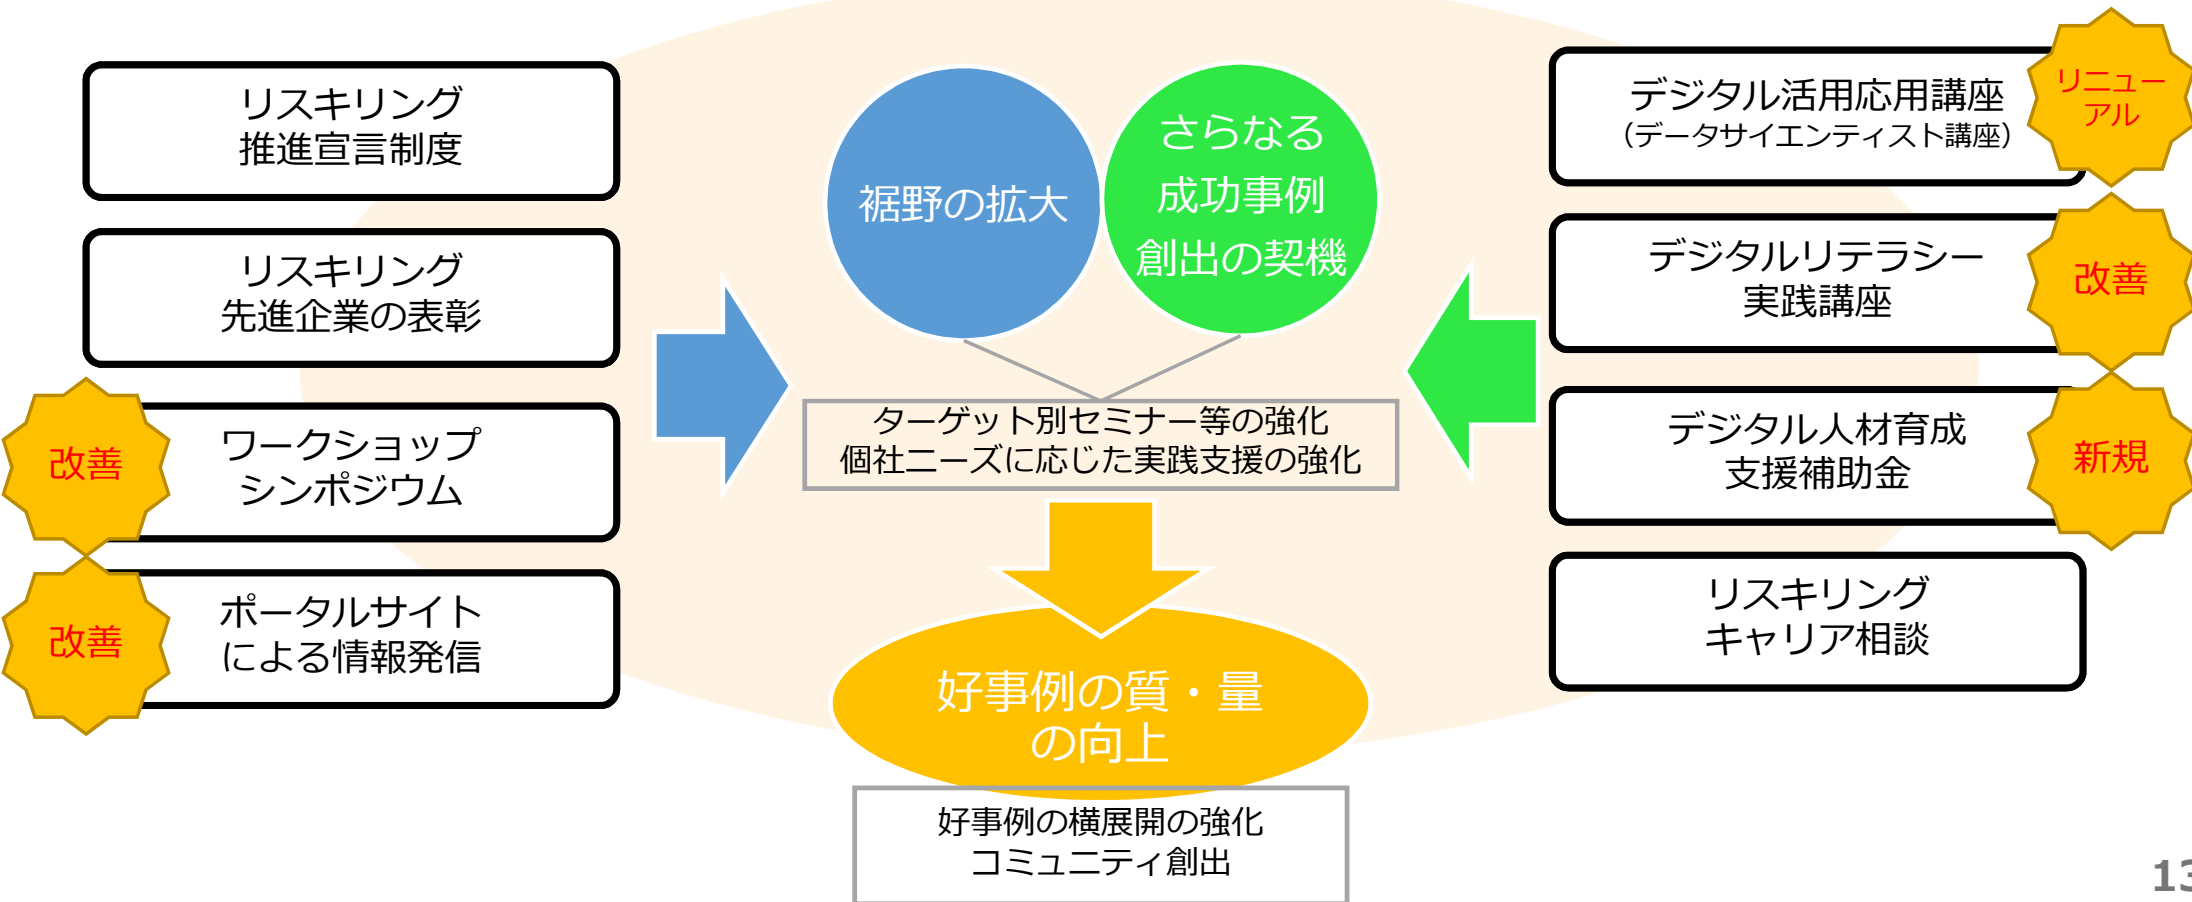 リスキリング
推進宣言制度
リスキリング
先進企業の表彰
改善
ワークショップ
シンポジウム
改善
ポータルサイト
による情報発信
裾野の拡大
さらなる
成功事例
創出の契機
ターゲット別セミナー等の強化
個社ニーズに応じた実践支援の強化
好事例の質・量
の向上
好事例の横展開の強化
コミュニティ創出
デジタル活用応用講座
（データサイエンティスト講座）
リニュー
アル
デジタルリテラシー
実践講座
改善
デジタル人材育成
支援補助金
新規
リスキリング
キャリア相談
13